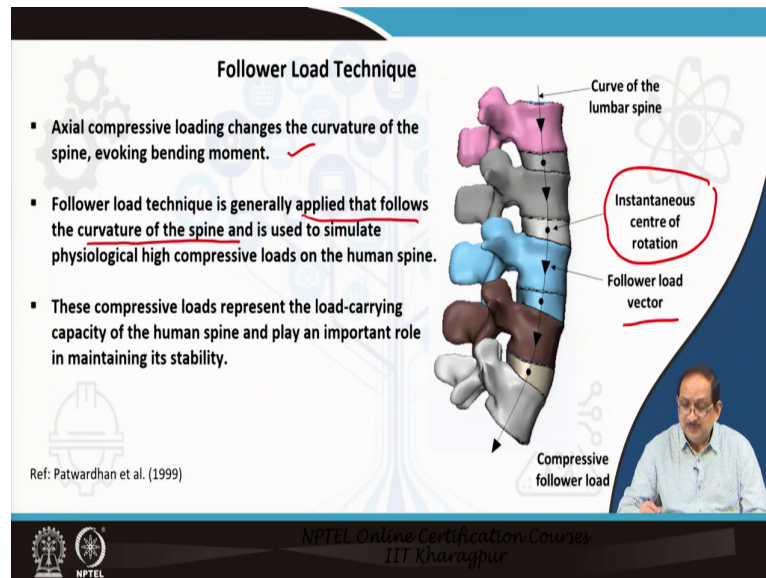 Follower Load Technique
▪ Axial compressive loading changes the curvature of the
spine, evoking bending moment.
▪ Follower load technique is generally applied that follows
the curvature of the spine and is used to simulate
physiological high compressive loads on the human spine.
▪ These compressive loads represent the load-carrying
capacity of the human spine and play an important role
in maintaining its stability.
Ref: Patwardhan et al. (1999)
Curve of the
lumbar spine
Instantaneous
centre of
rotation
Follower load
vector
Compressive
follower load
NPTEL
NPTEL Online Certification Courses
IIT Kharagpur